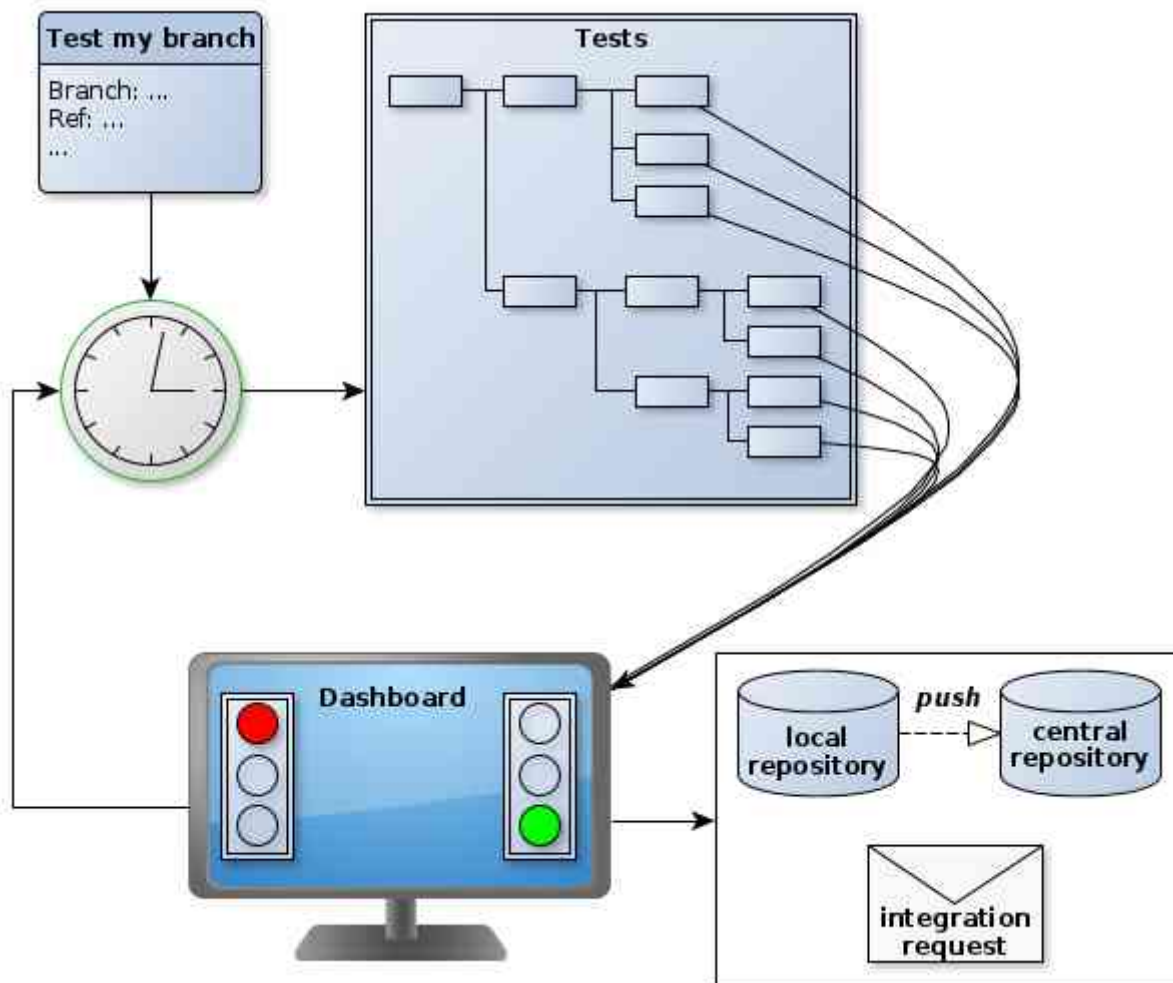 Test my branch
Branch: ...
Ref: ...
...
Tests
Dashboard
local
repository
push
central
repository
integration
request